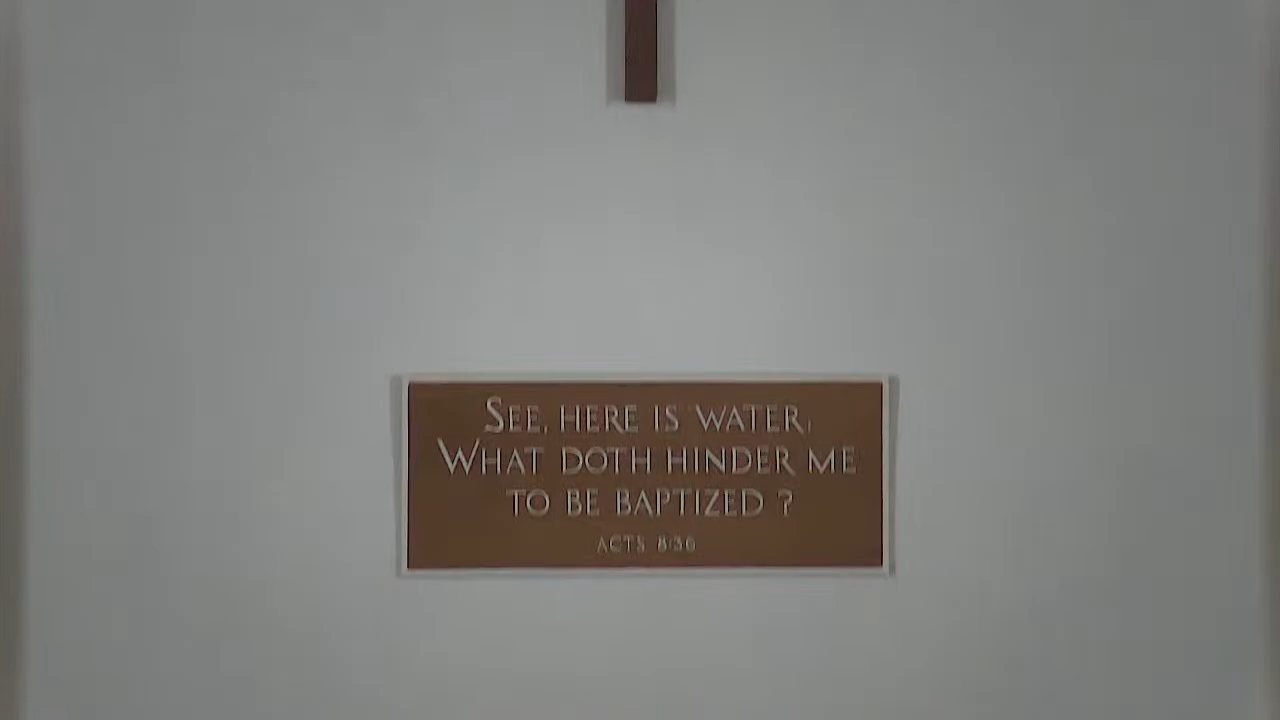 SEE, HERE IS WATER,
WHAT DOTH HINDER ME
TO BE BAPTIZED ?
ACTS 8:36